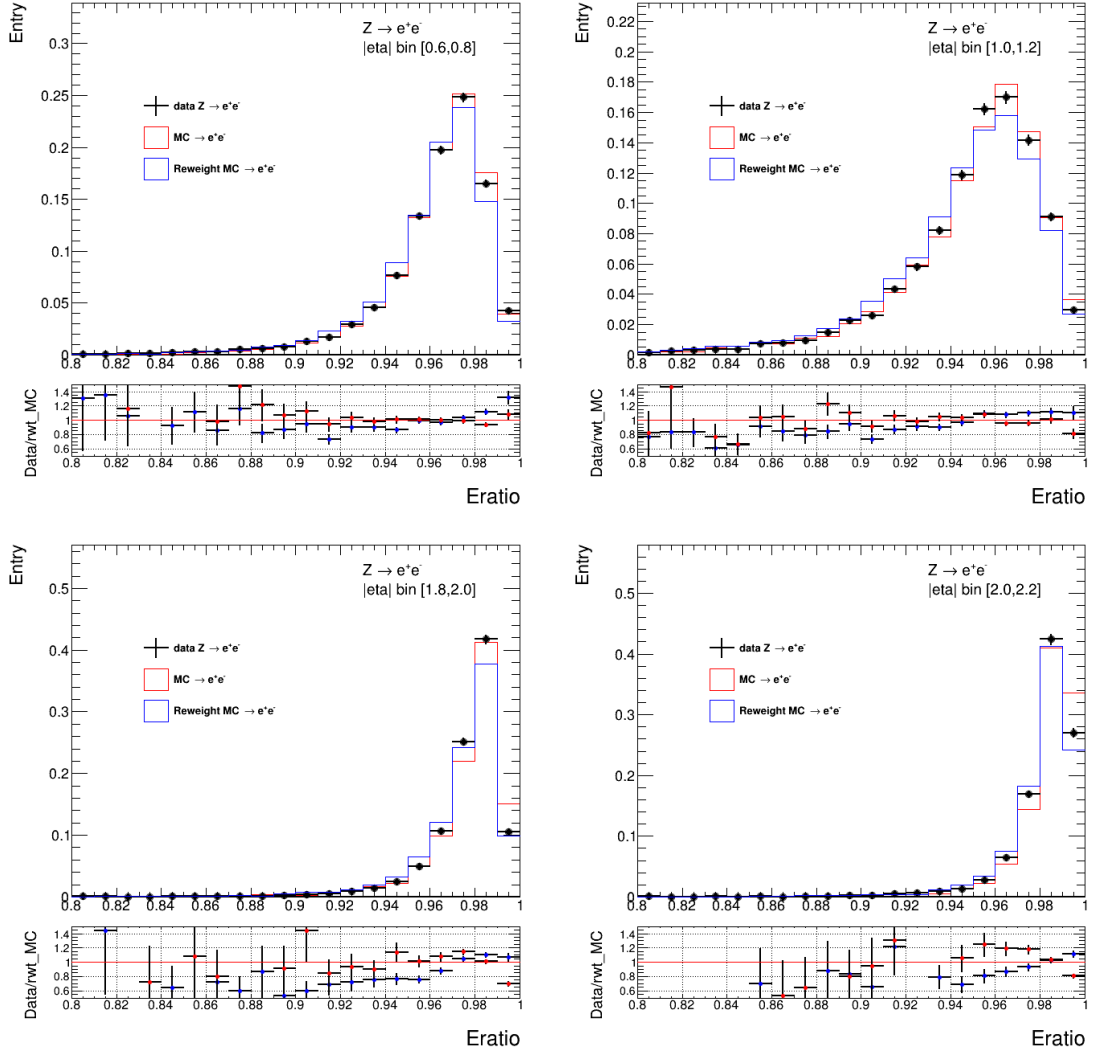 Entry
0.3
0.25
0.2
0.15
0.1
0.05
0
Z → e⁺e⁻
|eta| bin [0.6,0.8]
data Z → e⁺e⁻
MC → e⁺e⁻
Reweight MC → e⁺e⁻
0.8 0.82 0.84 0.86 0.88 0.9 0.92 0.94 0.96 0.98 1
Data/rwt_MC
1.4
1.2
1
0.8
0.6
0.8 0.82 0.84 0.86 0.88 0.9 0.92 0.94 0.96 0.98 1
Eratio
Entry
0.22
0.2
0.18
0.16
0.14
0.12
0.1
0.08
0.06
0.04
0.02
0
Z → e⁺e⁻
|eta| bin [1.0,1.2]
data Z → e⁺e⁻
MC → e⁺e⁻
Reweight MC → e⁺e⁻
0.8 0.82 0.84 0.86 0.88 0.9 0.92 0.94 0.96 0.98 1
Data/rwt_MC
1.4
1.2
1
0.8
0.6
0.8 0.82 0.84 0.86 0.88 0.9 0.92 0.94 0.96 0.98 1
Eratio
Entry
0.5
0.4
0.3
0.2
0.1
0
Z → e⁺e⁻
|eta| bin [1.8,2.0]
data Z → e⁺e⁻
MC → e⁺e⁻
Reweight MC → e⁺e⁻
0.8 0.82 0.84 0.86 0.88 0.9 0.92 0.94 0.96 0.98 1
Data/rwt_MC
1.4
1.2
1
0.8
0.6
0.8 0.82 0.84 0.86 0.88 0.9 0.92 0.94 0.96 0.98 1
Eratio
Entry
0.5
0.4
0.3
0.2
0.1
0
Z → e⁺e⁻
|eta| bin [2.0,2.2]
data Z → e⁺e⁻
MC → e⁺e⁻
Reweight MC → e⁺e⁻
0.8 0.82 0.84 0.86 0.88 0.9 0.92 0.94 0.96 0.98 1
Data/rwt_MC
1.4
1.2
1
0.8
0.6
0.8 0.82 0.84 0.86 0.88 0.9 0.92 0.94 0.96 0.98 1
Eratio